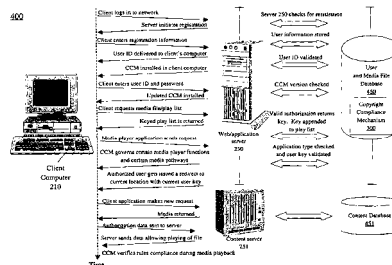 400
Client logs in to network
Server initiates registration
Server 250 checks for registration
Client enters registration information
User information stored
User ID delivered to client's computer
User ID validated
CCM installed in client computer
Client enters user ID and password
CCM version checked
Updated CCM installed
Client requests media file/play list
Keyed play list is returned
Valid authorization returns
key. Key appended
to play list
Media player application sends request
CCM governs certain media player functions
and certain media pathways
Application type checked
and user key validated
Authorized user gets issued a redirect to
current location with current user key
Client application makes new request
Media returned
Authorization data sent to server
Server sends data allowing playing of file
CCM verifies rules compliance during media playback
Time
Client
Computer
210
Web/application
server
250
Content server
251
User
and Media File
Database
450
Copyright
Compliance
Mechanism
300
Content Database
451